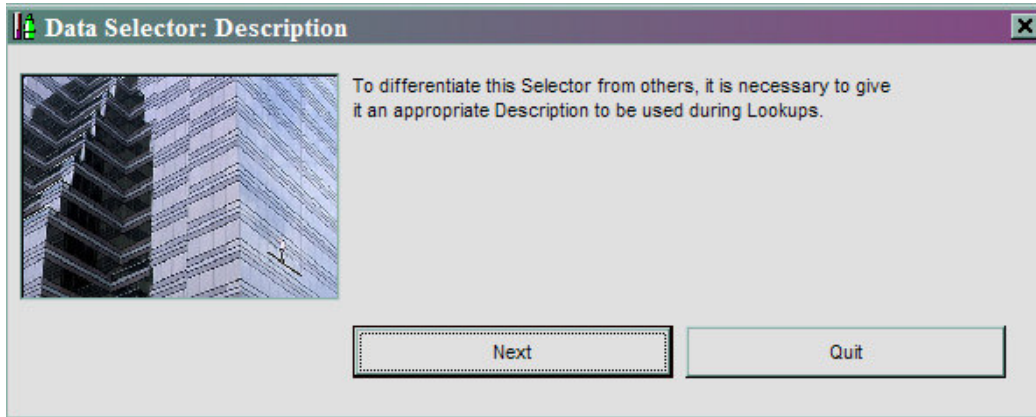 Data Selector: Description
To differentiate this Selector from others, it is necessary to give
it an appropriate Description to be used during Lookups.
Next
Quit